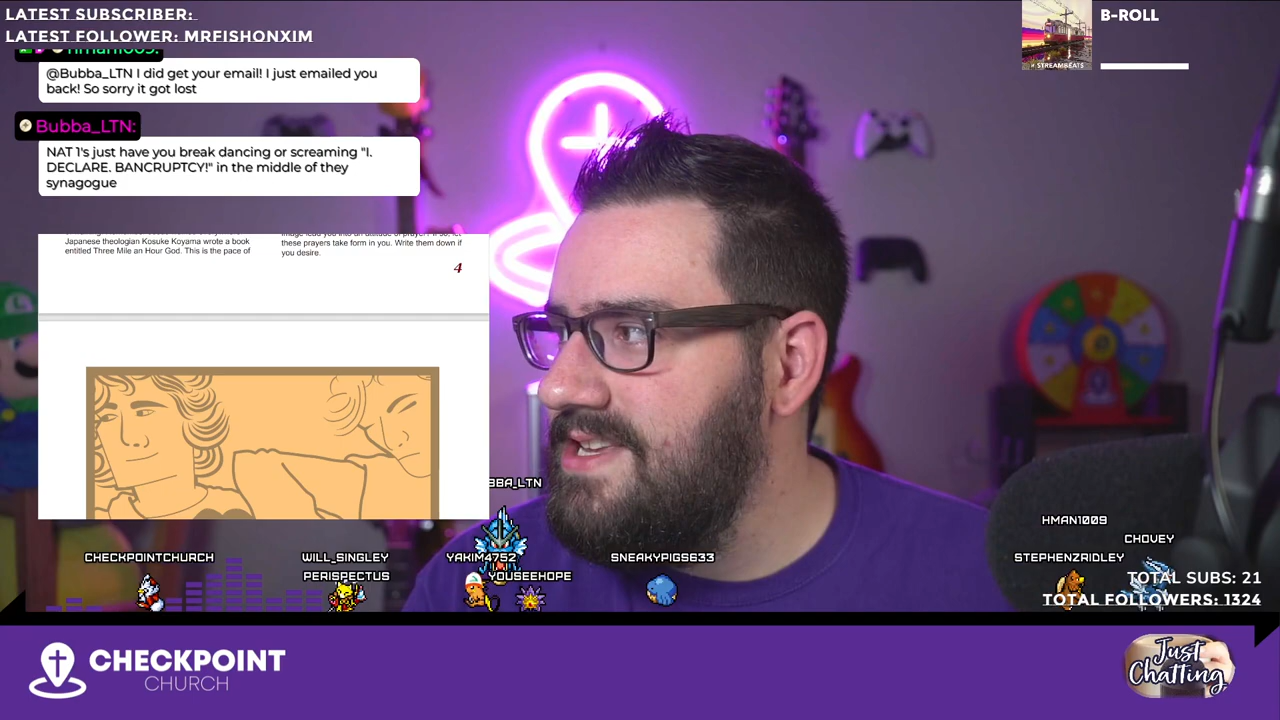 LATEST SUBSCRIBER:
LATEST FOLLOWER: MRFISHONXIM
hman1009:
@Bubba_LTN I did get your email! I just emailed you
back! So sorry it got lost
Bubba_LTN:
NAT 1's just have you break dancing or screaming "I.
DECLARE. BANCRUPTCY!" in the middle of they
synagogue
B-ROLL
STREAMBEATS
Japanese theologian Kosuke Koyama wrote a book
entitled Three Mile an Hour God. This is the pace of
these prayers take form in you. Write them down if
you desire.
4
BBA_LTN
CHECKPOINTCHURCH
WILL_SINGLEY
PERISPECTUS
YAKIM4752
YOUSEEHOPE
SNEAKYPIGS633
HMAN1009
CHOVEY
STEPHENZRIDLEY
TOTAL SUBS: 21
TOTAL FOLLOWERS: 1324
CHECKPOINT
CHURCH
Just
Chatting